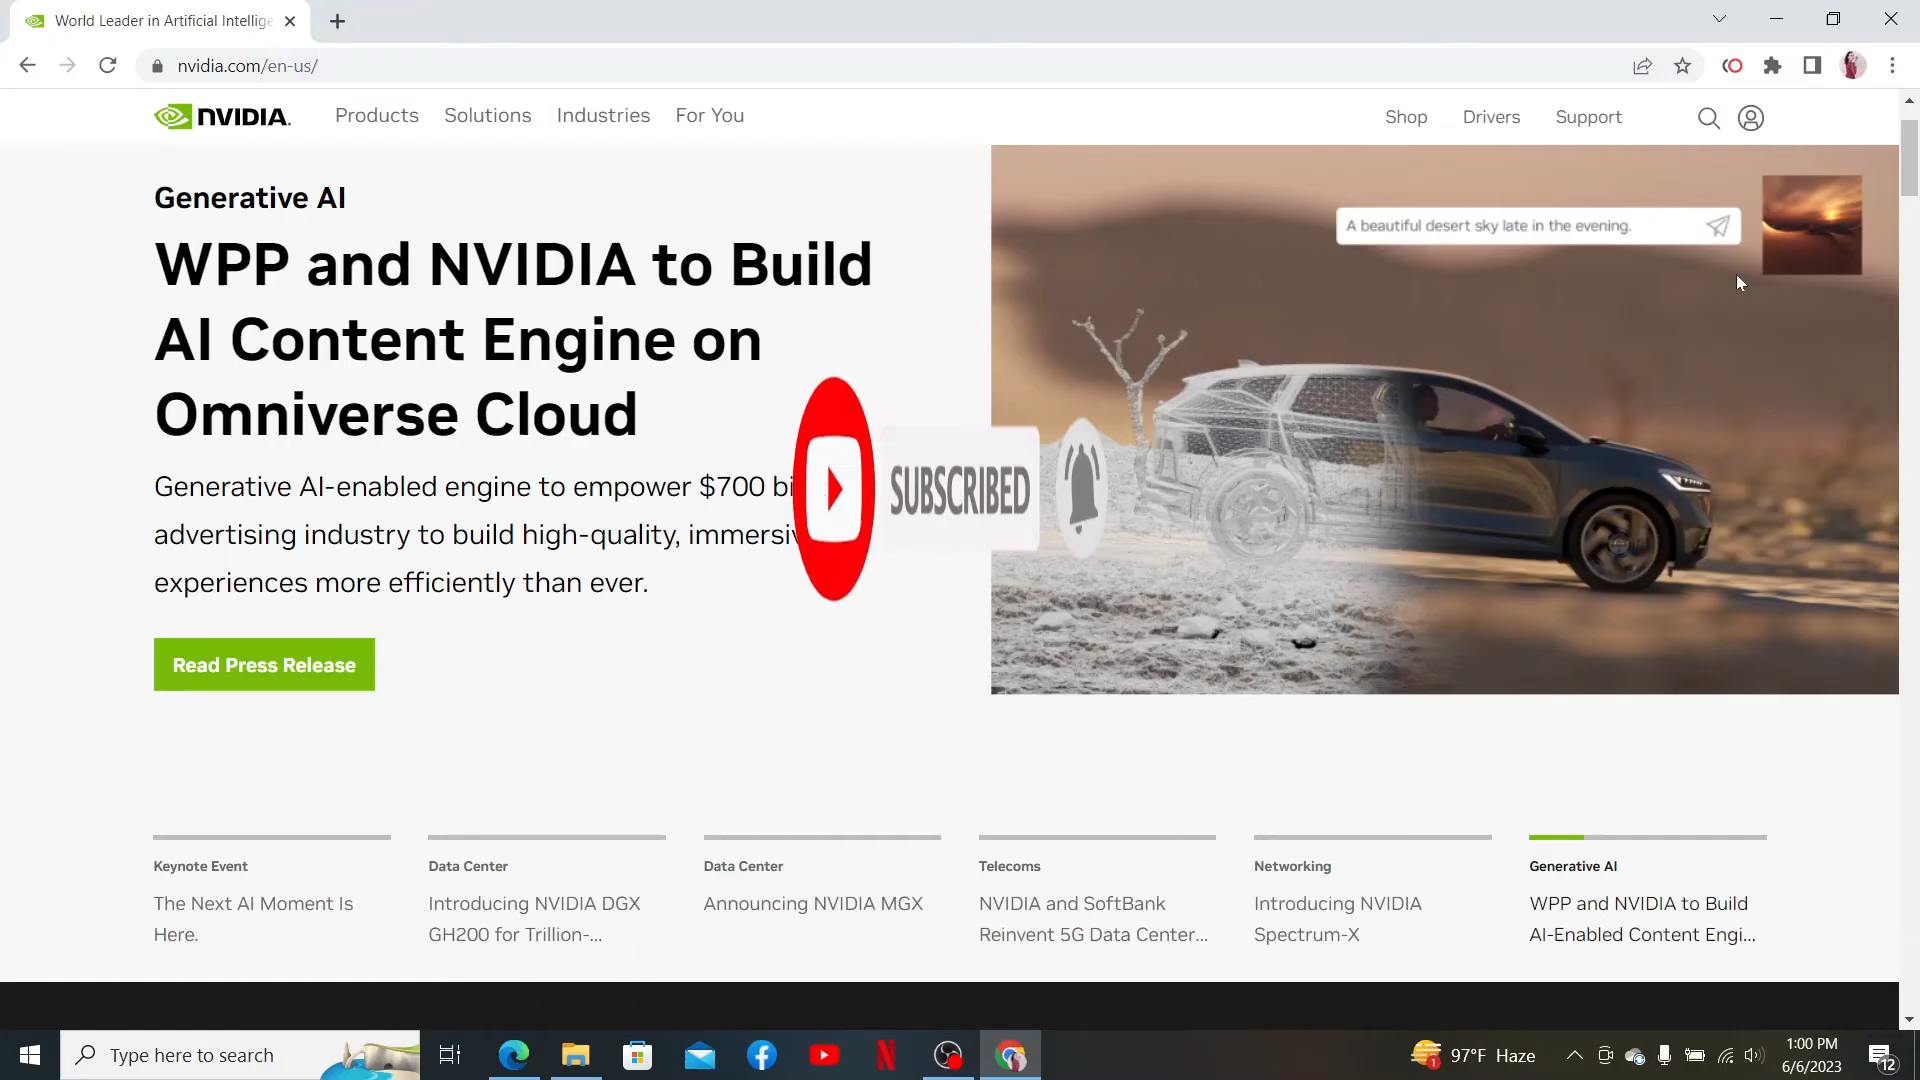 World Leader in Artificial Intellige
nvidia.com/en-us/
NVIDIA.
Products
Solutions
Industries
For You
Shop
Drivers
Support
Generative AI
WPP and NVIDIA to Build
AI Content Engine on
Omniverse Cloud
Generative AI-enabled engine to empower $700 bi
advertising industry to build high-quality, immersiv
experiences more efficiently than ever.
Read Press Release
A beautiful desert sky late in the evening.
SUBSCRIBED
Keynote Event
The Next AI Moment Is
Here.
Data Center
Introducing NVIDIA DGX
GH200 for Trillion-...
Data Center
Announcing NVIDIA MGX
Telecoms
NVIDIA and SoftBank
Reinvent 5G Data Center...
Networking
Introducing NVIDIA
Spectrum-X
Generative AI
WPP and NVIDIA to Build
AI-Enabled Content Engi...
Type here to search
1
97°F Haze
1:00 PM
6/6/2023
12